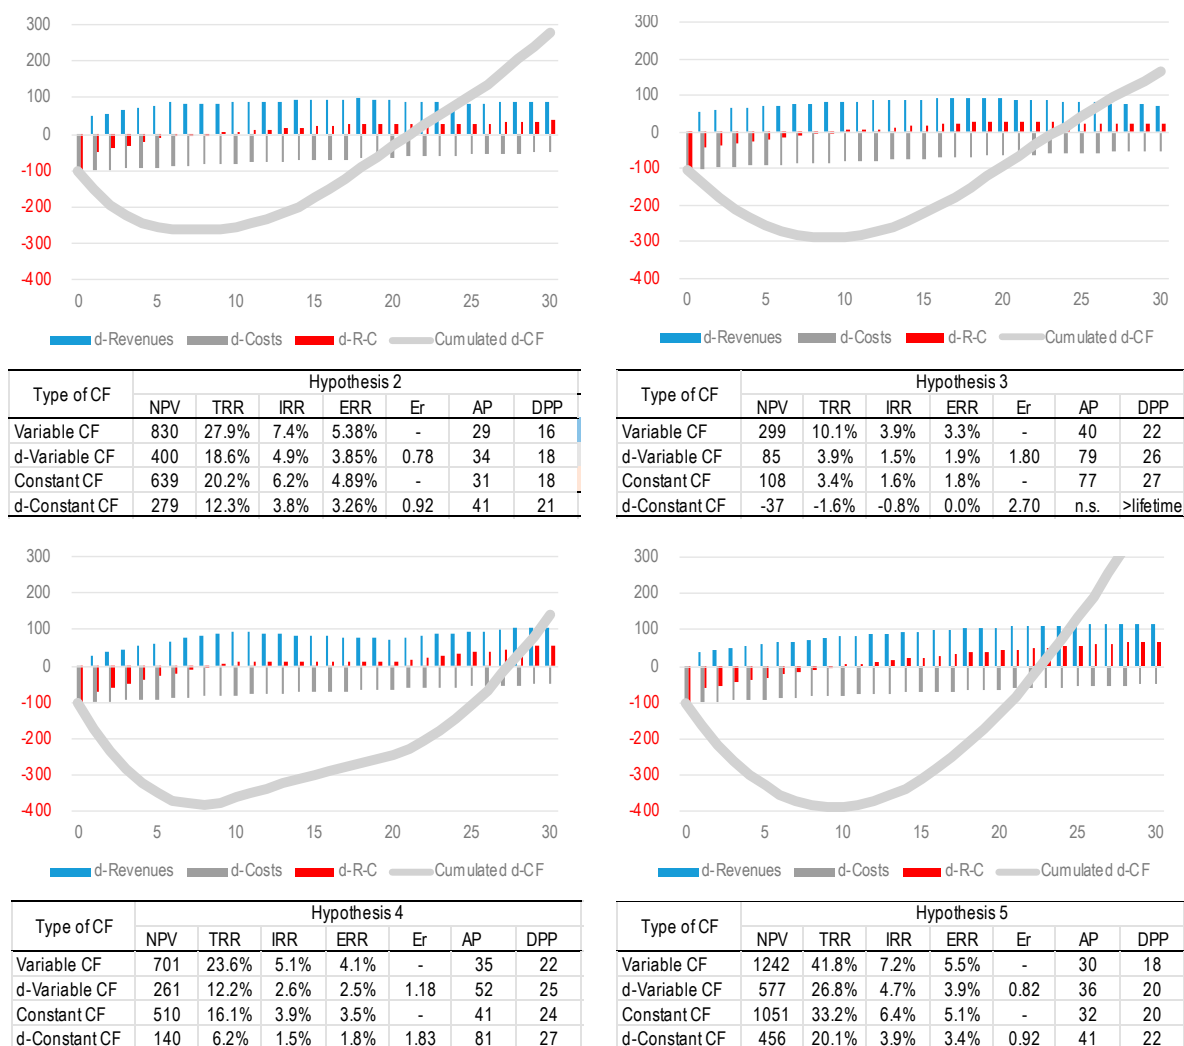 300
200
100
0
-100
-200
-300
-400
0 5 10 15 20 25 30
d-Revenues d-Costs d-R-C Cumulated d-CF
Type of CF Hypothesis 2
NPV TRR IRR ERR Er AP DPP
Variable CF 830 27.9% 7.4% 5.38% - 29 16
d-Variable CF 400 18.6% 4.9% 3.85% 0.78 34 18
Constant CF 639 20.2% 6.2% 4.89% - 31 18
d-Constant CF 279 12.3% 3.8% 3.26% 0.92 41 21
300
200
100
0
-100
-200
-300
-400
0 5 10 15 20 25 30
d-Revenues d-Costs d-R-C Cumulated d-CF
Type of CF Hypothesis 3
NPV TRR IRR ERR Er AP DPP
Variable CF 299 10.1% 3.9% 3.3% - 40 22
d-Variable CF 85 3.9% 1.5% 1.9% 1.80 79 26
Constant CF 108 3.4% 1.6% 1.8% - 77 27
d-Constant CF -37 -1.6% -0.8% 0.0% 2.70 n.s. >lifetime
300
200
100
0
-100
-200
-300
-400
0 5 10 15 20 25 30
d-Revenues d-Costs d-R-C Cumulated d-CF
Type of CF Hypothesis 4
NPV TRR IRR ERR Er AP DPP
Variable CF 701 23.6% 5.1% 4.1% - 35 22
d-Variable CF 261 12.2% 2.6% 2.5% 1.18 52 25
Constant CF 510 16.1% 3.9% 3.5% - 41 24
d-Constant CF 140 6.2% 1.5% 1.8% 1.83 81 27
300
200
100
0
-100
-200
-300
-400
0 5 10 15 20 25 30
d-Revenues d-Costs d-R-C Cumulated d-CF
Type of CF Hypothesis 5
NPV TRR IRR ERR Er AP DPP
Variable CF 1242 41.8% 7.2% 5.5% - 30 18
d-Variable CF 577 26.8% 4.7% 3.9% 0.82 36 20
Constant CF 1051 33.2% 6.4% 5.1% - 32 20
d-Constant CF 456 20.1% 3.9% 3.4% 0.92 41 22